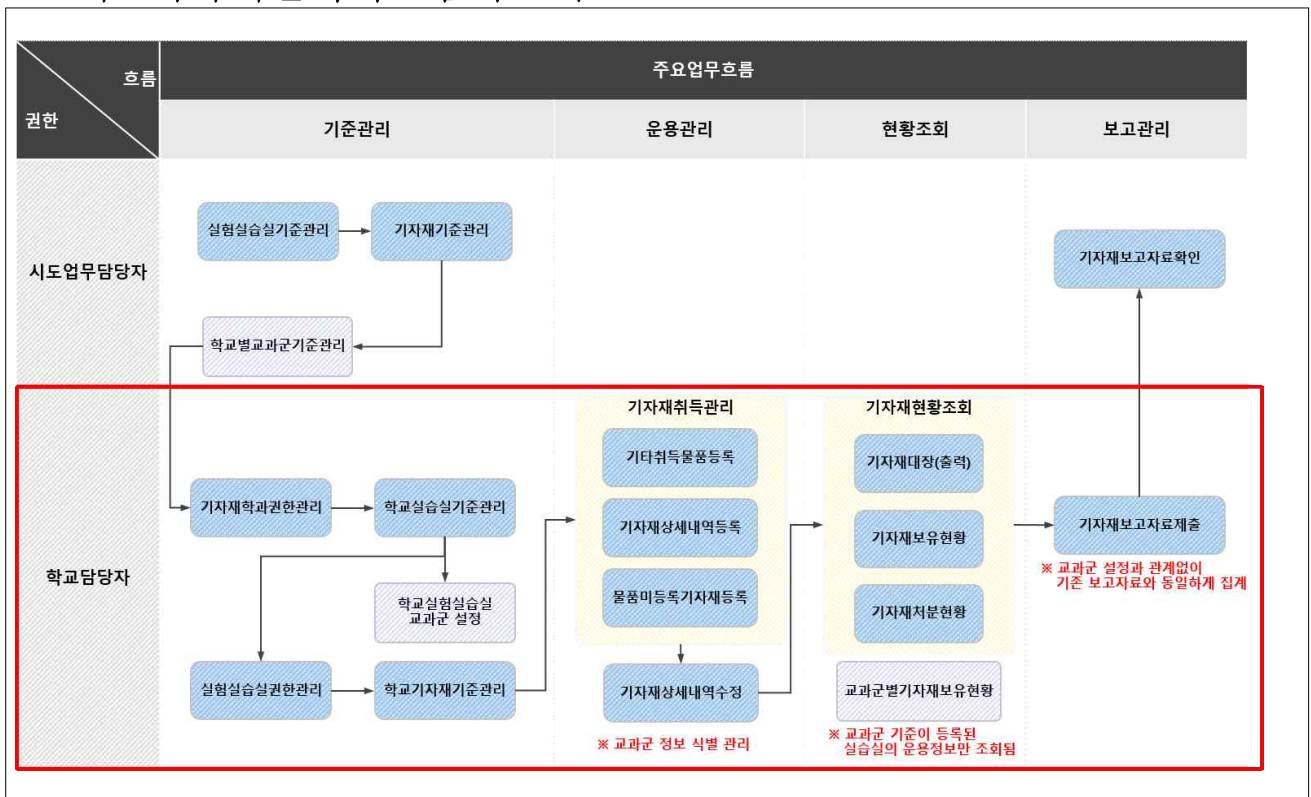 흐름
권한
주요업무흐름
기준관리
운용관리
현황조회
보고관리
시도업무담당자
실험실습실기준관리
기자재기준관리
학교별교과군기준관리
기자재보고자료확인
학교담당자
기자재학과권한관리
학교실습실기준관리
학교실험실습실
교과군 설정
실험실습실권한관리
학교기자재기준관리
기자재취득관리
기타취득물품등록
기자재상세내역등록
물품미등록기자재등록
기자재상세내역수정
※ 교과군 정보 식별 관리
기자재현황조회
기자재대장(출력)
기자재보유현황
기자재처분현황
교과군별기자재보유현황
※ 교과군 기준이 등록된
실습실의 운용정보만 조회됨
기자재보고자료제출
※ 교과군 설정과 관계없이
기존 보고자료와 동일하게 집계